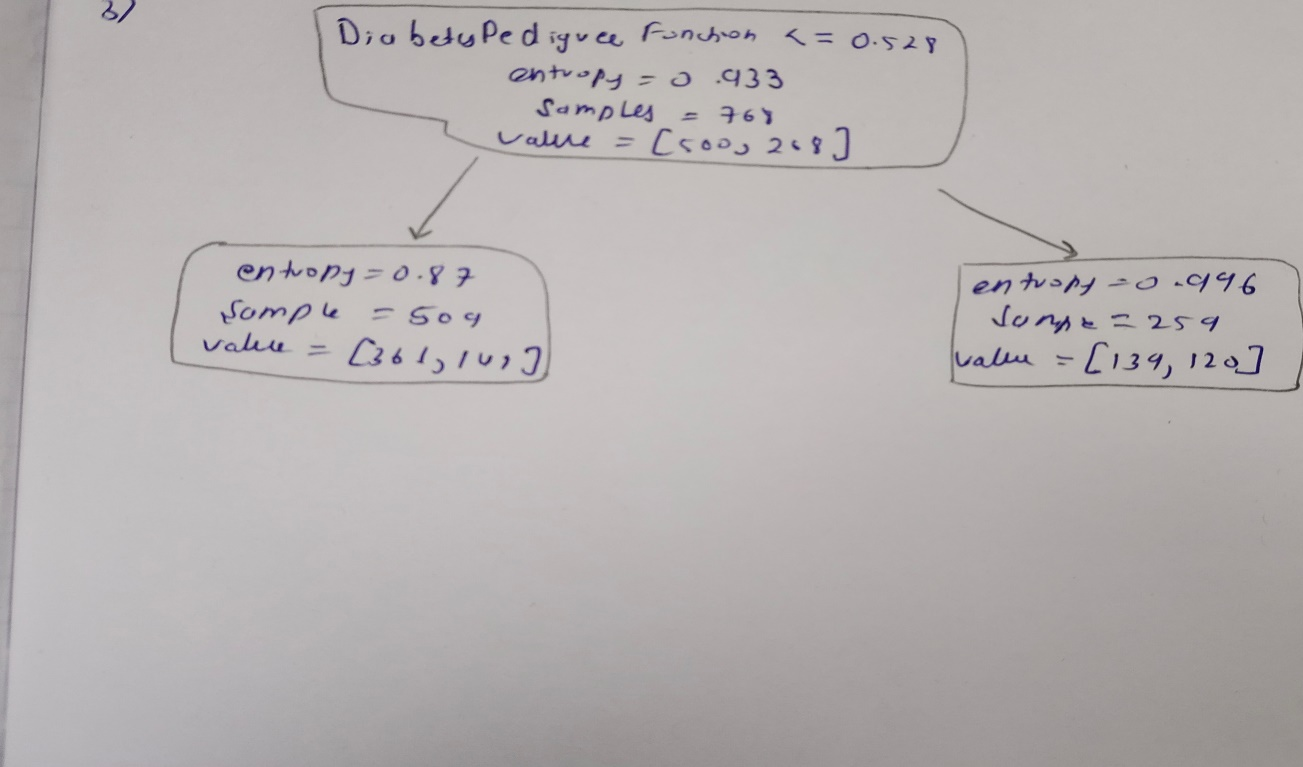 3)
DiabetesPedigree Function <= 0.528
entropy = 0.933
Samples = 768
value = [500, 268]
entropy = 0.87
Sample = 509
value = [361, 148]
entropy = 0.996
Sample = 259
value = [139, 120]